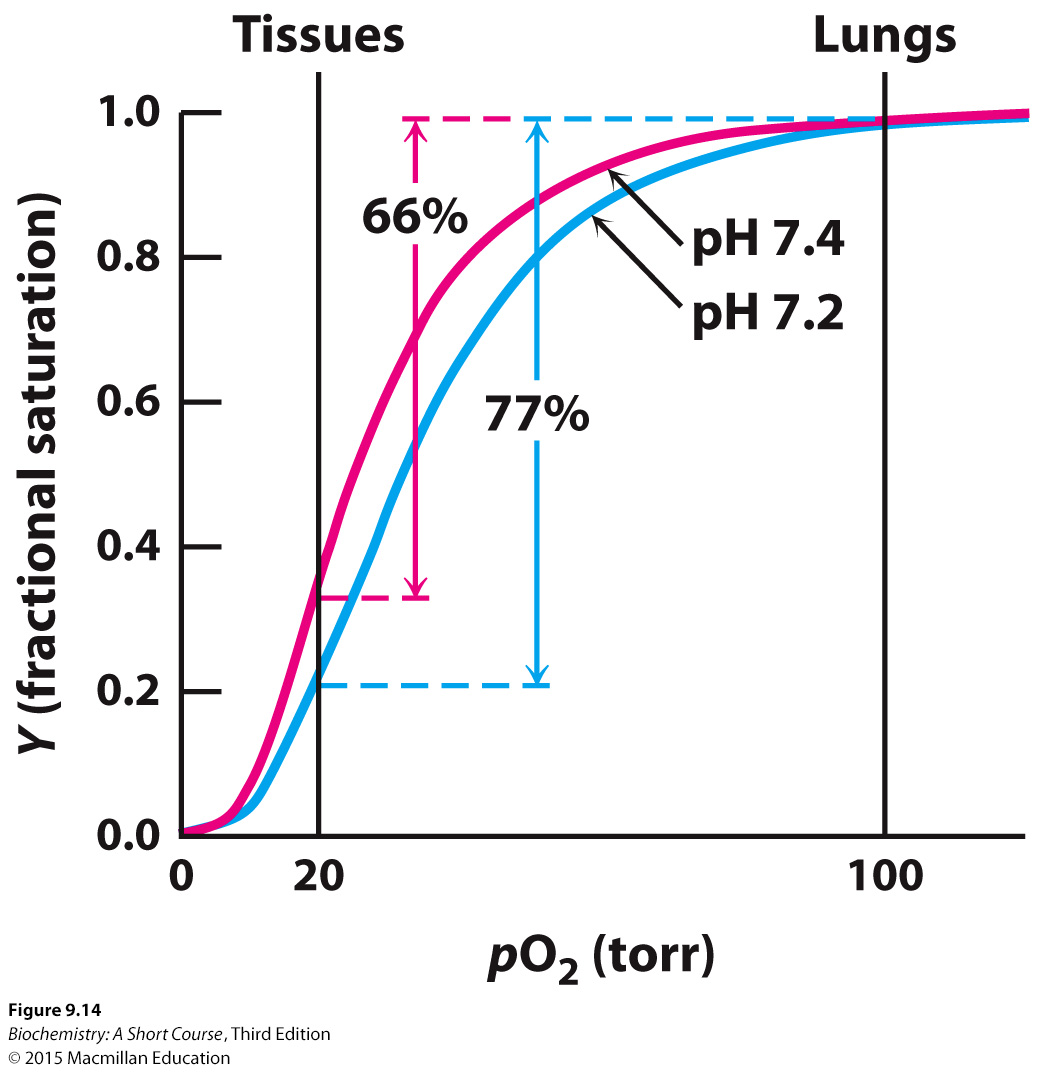 Tissues
Lungs
1.0
0.8
0.6
0.4
0.2
0.0
Y (fractional saturation)
66%
77%
pH 7.4
pH 7.2
0
20
100
pO₂ (torr)
Figure 9.14
Biochemistry: A Short Course, Third Edition
© 2015 Macmillan Education